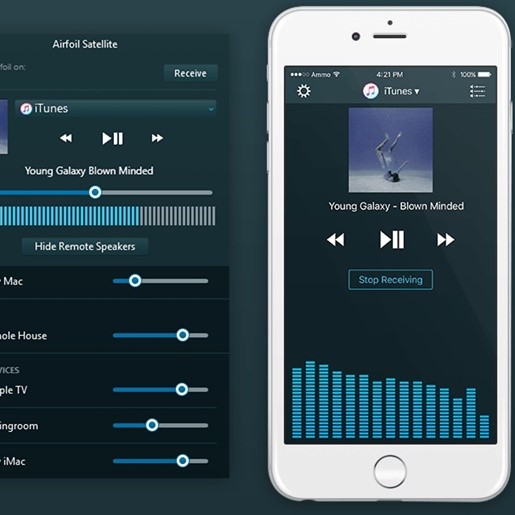 Airfoil Satellite
foil on:
Receive
iTunes
Young Galaxy Blown Minded
Hide Remote Speakers
Mac
ole House
VICES
ple TV
ingroom
iMac
Ammo
4:21 PM
100%
iTunes ▾
Young Galaxy - Blown Minded
Stop Receiving